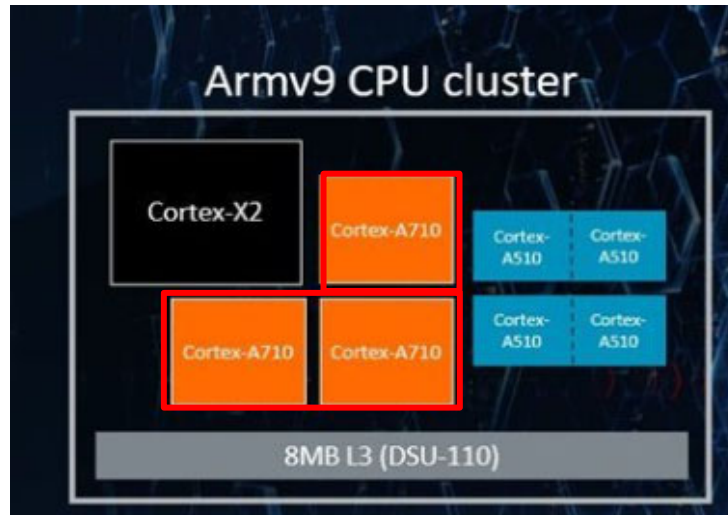 Armv9 CPU cluster
Cortex-X2
Cortex-A710
Cortex-
A510
Cortex-
A510
Cortex-A710
Cortex-A710
Cortex-
A510
Cortex-
A510
8MB L3 (DSU-110)